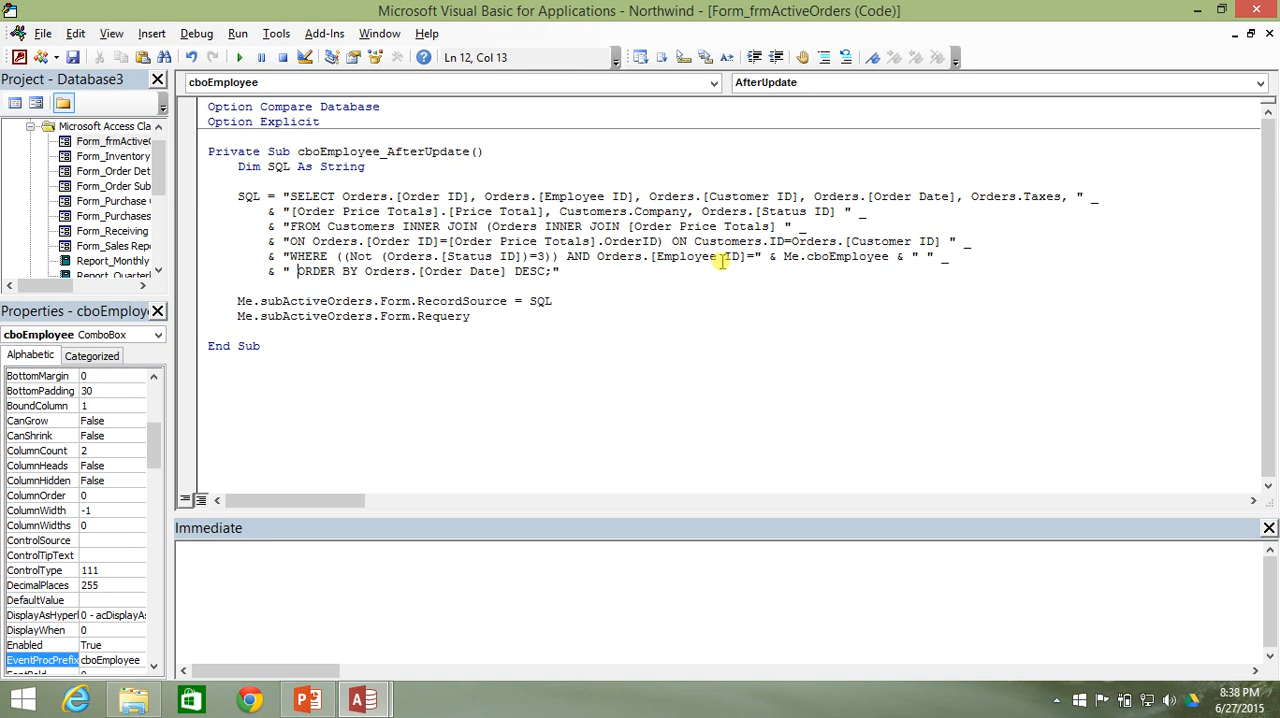 Microsoft Visual Basic for Applications - Northwind - [Form_frmActiveOrders (Code)]
File Edit View Insert Format Debug Run Tools Add-Ins Window Help
Ln 12, Col 13
Project - Database3
cboEmployee
AfterUpdate
Microsoft Access Cla
Form_frmActiveO
Form_Inventory
Form_Order Det
Form_Order Sub
Form_Purchase
Form_Purchases
Form_Receiving
Form_Sales Repo
Report_Monthly
Report_Quarterl
Option Compare Database
Option Explicit
Private Sub cboEmployee_AfterUpdate()
Dim SQL As String
SQL = "SELECT Orders.[Order ID], Orders.[Employee ID], Orders.[Customer ID], Orders.[Order Date], Orders.Taxes, " _
& "[Order Price Totals].[Price Total], Customers.Company, Orders.[Status ID] " _
& "FROM Customers INNER JOIN (Orders INNER JOIN [Order Price Totals] " _
& "ON Orders.[Order ID]=[Order Price Totals].OrderID) ON Customers.ID=Orders.[Customer ID] " _
& "WHERE ((Not (Orders.[Status ID])=3)) AND Orders.[Employee ID]=" & Me.cboEmployee & " " _
& " ORDER BY Orders.[Order Date] DESC;"
Me.subActiveOrders.Form.RecordSource = SQL
Me.subActiveOrders.Form.Requery
End Sub
Properties - cboEmploye
cboEmployee ComboBox
Alphabetic Categorized
BottomMargin 0
BottomPadding 30
BoundColumn 1
CanGrow False
CanShrink False
ColumnCount 2
ColumnHeads False
ColumnHidden False
ColumnOrder 0
ColumnWidth -1
ColumnWidths 0
ControlSource
ControlTipText
ControlType 111
DecimalPlaces 255
DefaultValue
DisplayAsHyperl 0 - acDisplayAs
DisplayWhen 0
Enabled True
EventProcPrefix cboEmployee
Immediate
8:38 PM
6/27/2015